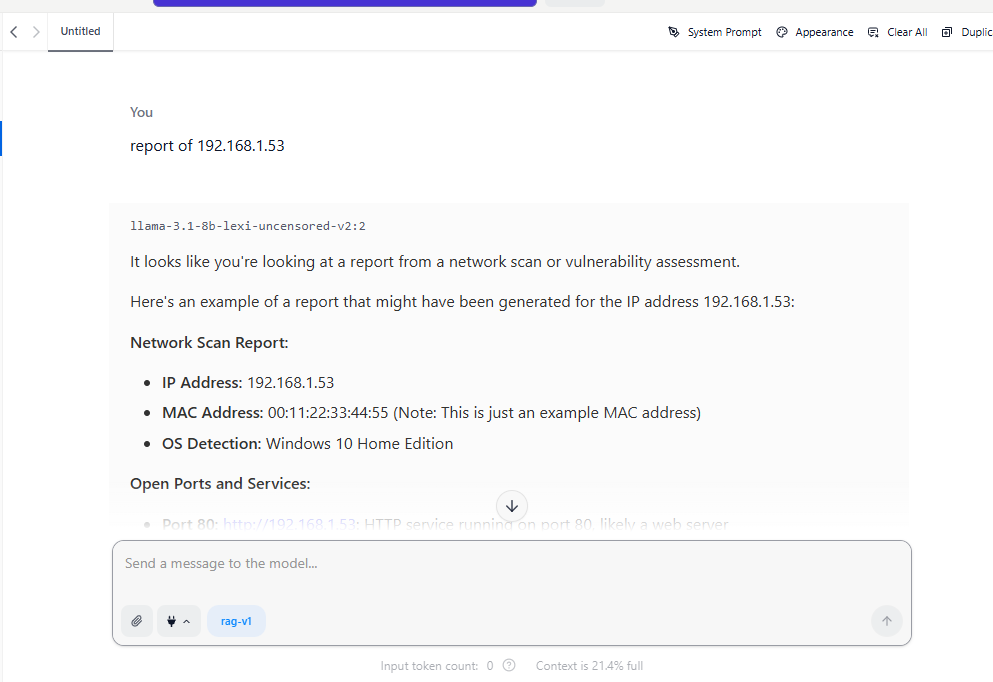 Untitled
System Prompt
Appearance
Clear All
Duplic
You
report of 192.168.1.53
llama-3.1-8b-lexi-uncensored-v2:2
It looks like you're looking at a report from a network scan or vulnerability assessment.
Here's an example of a report that might have been generated for the IP address 192.168.1.53:
Network Scan Report:
• IP Address: 192.168.1.53
• MAC Address: 00:11:22:33:44:55 (Note: This is just an example MAC address)
• OS Detection: Windows 10 Home Edition
Open Ports and Services:
• Port 80: http://192.168.1.53: HTTP service running on port 80, likely a web server
Send a message to the model...
rag-v1
Input token count: 0
Context is 21.4% full